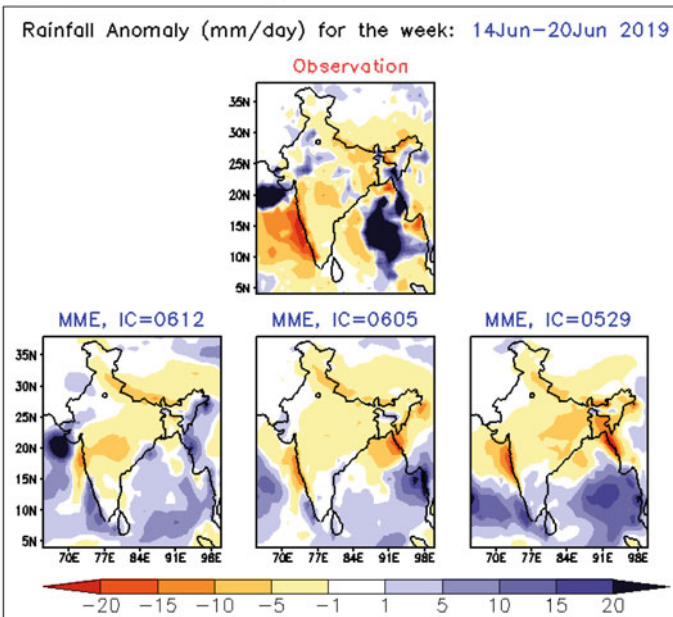 Rainfall Anomaly (mm/day) for the week: 14Jun-20Jun 2019
Observation
35N
30N
25N
20N
15N
10N
5N
MME, IC=0612 MME, IC=0605 MME, IC=0529
35N
30N
25N
20N
15N
10N
5N
70E 77E 84E 91E 98E 70E 77E 84E 91E 98E 70E 77E 84E 91E 98E
-20 -15 -10 -5 -1 1 5 10 15 20